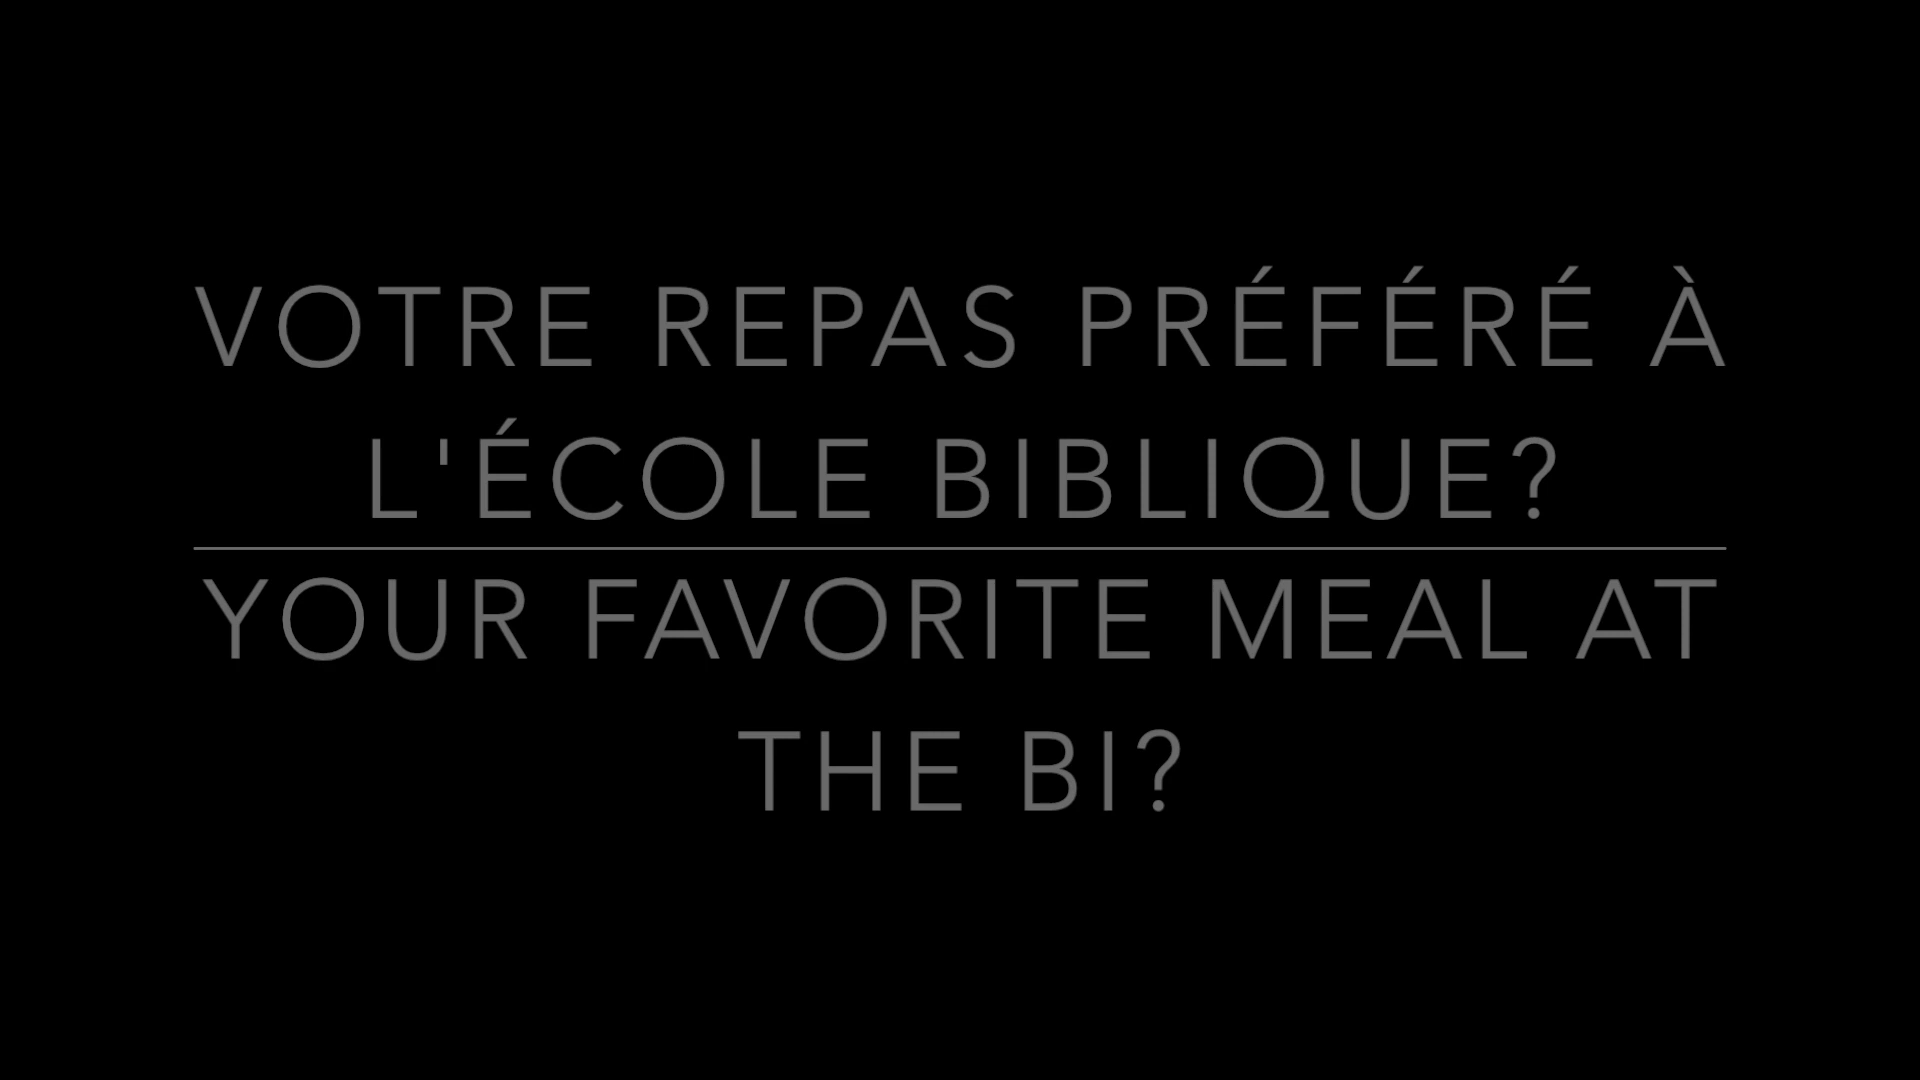 VOTRE REPAS PRÉFÉRÉ À
L'ÉCOLE BIBLIQUE?
YOUR FAVORITE MEAL AT
THE BI?